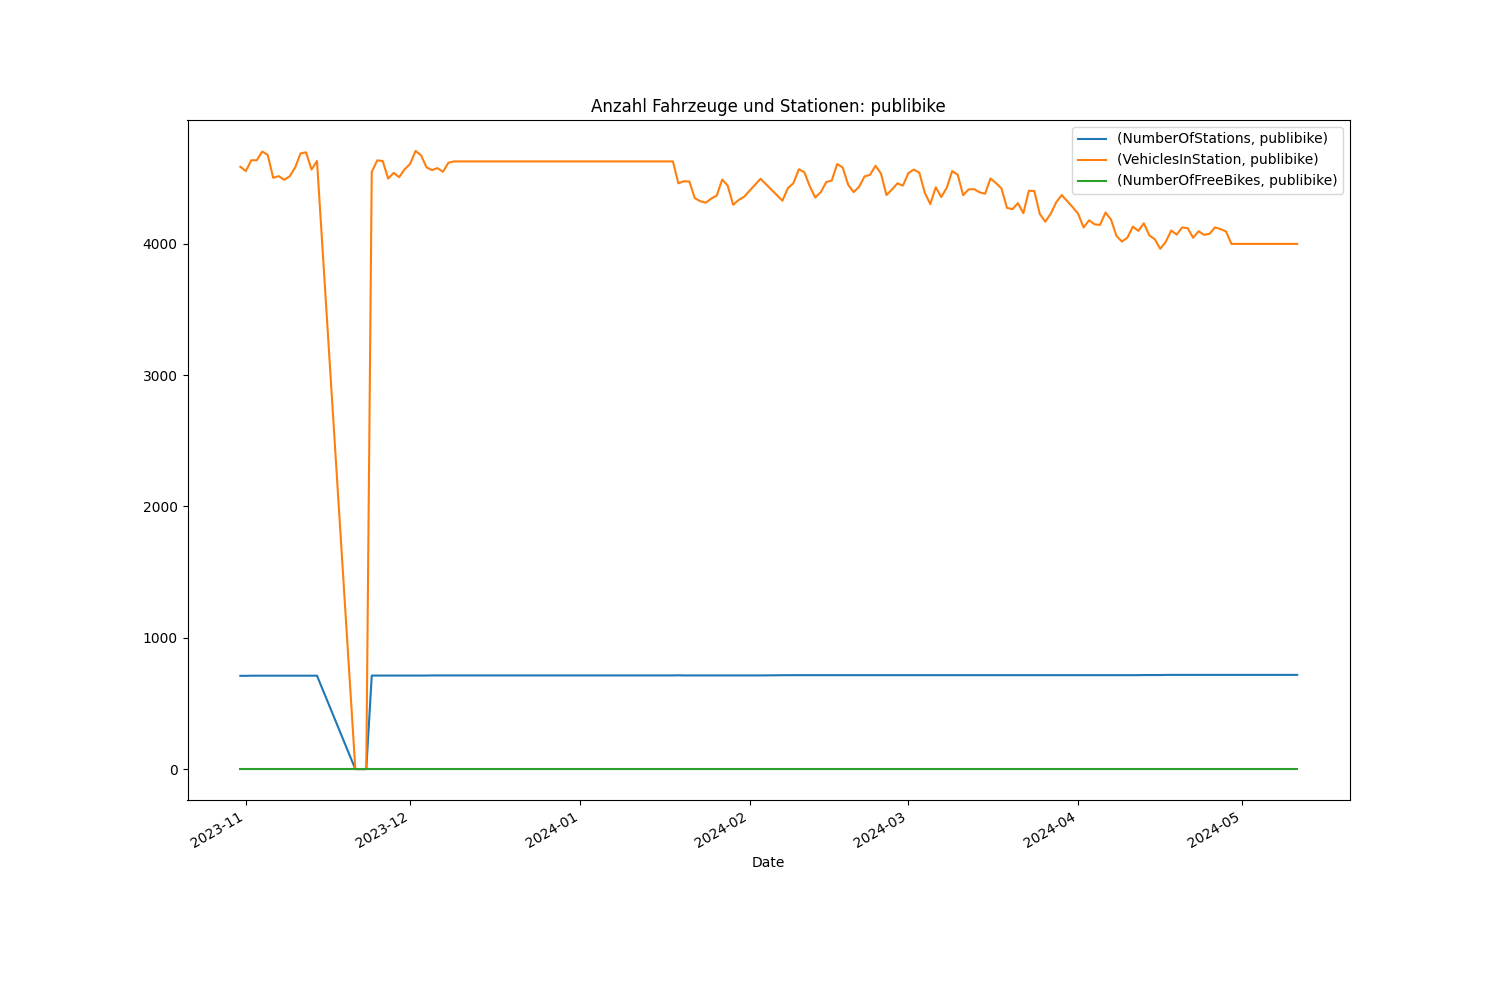 Anzahl Fahrzeuge und Stationen: publibike
(NumberOfStations, publibike)
(VehiclesInStation, publibike)
(NumberOfFreeBikes, publibike)
4000
3000
2000
1000
0
2023-11
2023-12
2024-01
2024-02
2024-03
2024-04
2024-05
Date